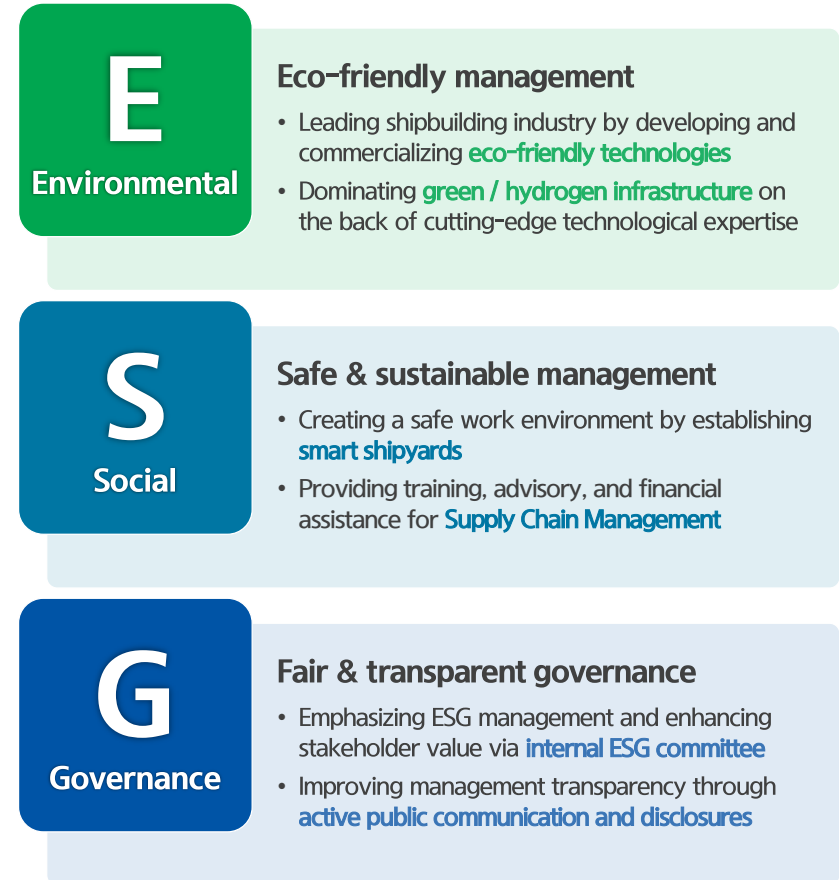 E
Environmental
Eco-friendly management
• Leading shipbuilding industry by developing and
commercializing eco-friendly technologies
• Dominating green / hydrogen infrastructure on
the back of cutting-edge technological expertise
S
Social
Safe & sustainable management
• Creating a safe work environment by establishing
smart shipyards
• Providing training, advisory, and financial
assistance for Supply Chain Management
G
Governance
Fair & transparent governance
• Emphasizing ESG management and enhancing
stakeholder value via internal ESG committee
• Improving management transparency through
active public communication and disclosures